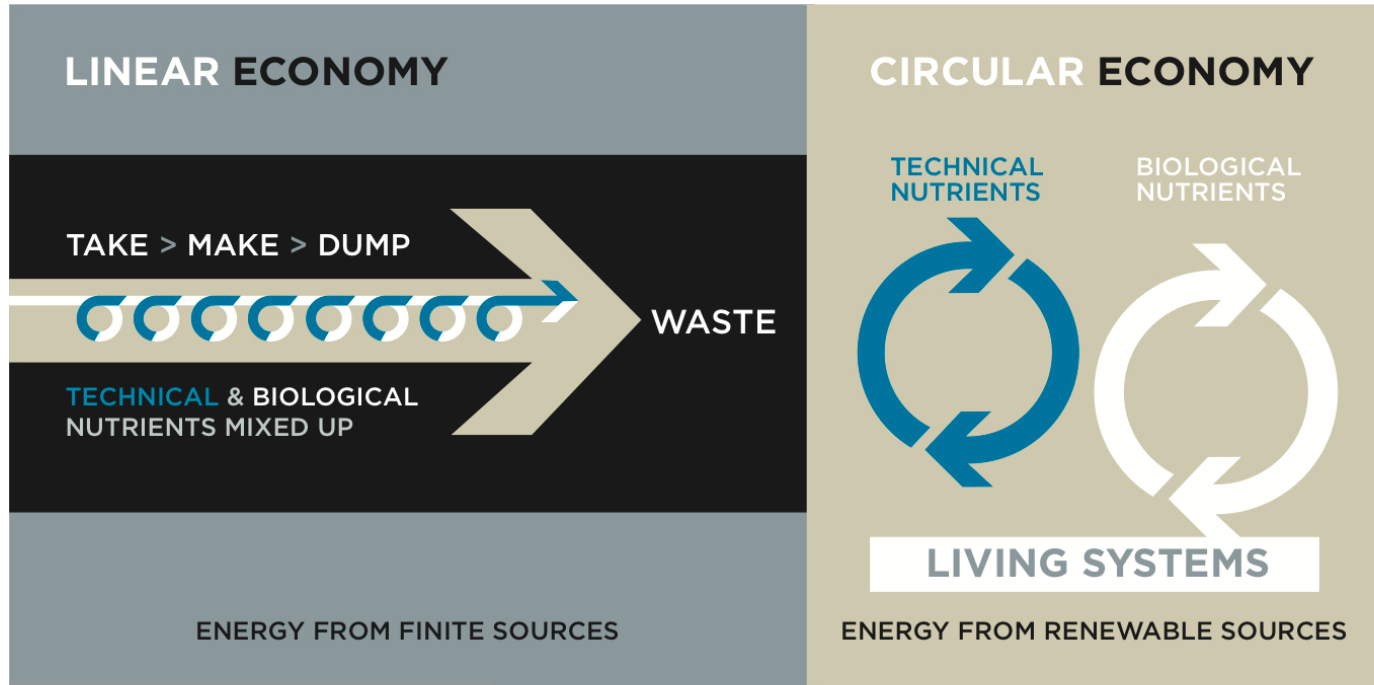 LINEAR ECONOMY
TAKE > MAKE > DUMP
WASTE
TECHNICAL & BIOLOGICAL
NUTRIENTS MIXED UP
ENERGY FROM FINITE SOURCES
CIRCULAR ECONOMY
TECHNICAL
NUTRIENTS
BIOLOGICAL
NUTRIENTS
LIVING SYSTEMS
ENERGY FROM RENEWABLE SOURCES